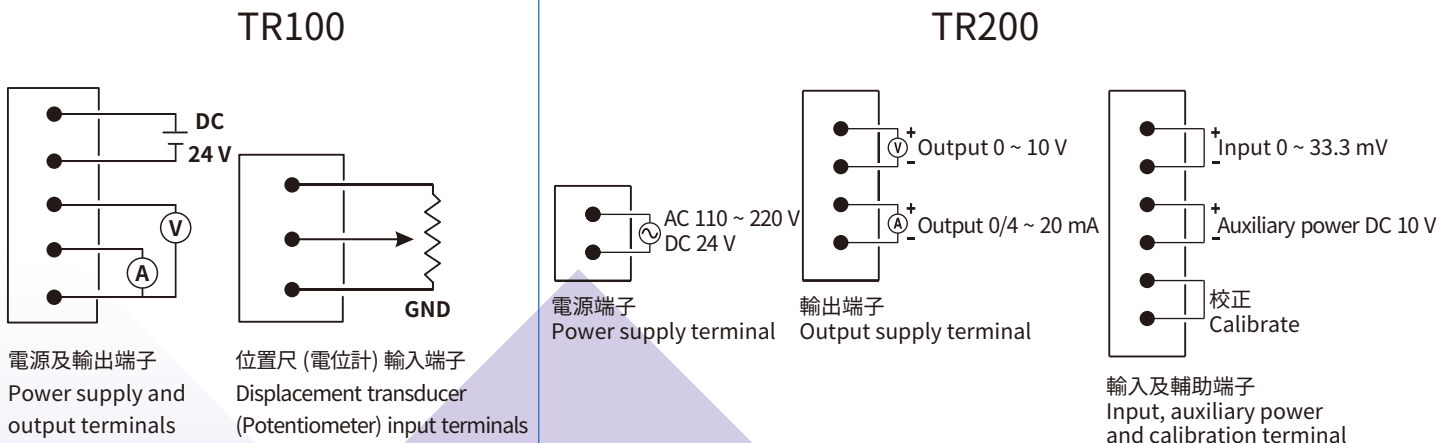 TR100
DC
24 V
V
A
電源及輸出端子
Power supply and
output terminals
GND
位置尺 (電位計) 輸入端子
Displacement transducer
(Potentiometer) input terminals
TR200
AC 110 ~ 220 V
DC 24 V
電源端子
Power supply terminal
+
V
Output 0 ~ 10 V
-
+
A
Output 0/4 ~ 20 mA
-
輸出端子
Output supply terminal
+
Input 0 ~ 33.3 mV
-
+
Auxiliary power DC 10 V
-
校正
Calibrate
輸入及輔助端子
Input, auxiliary power
and calibration terminal